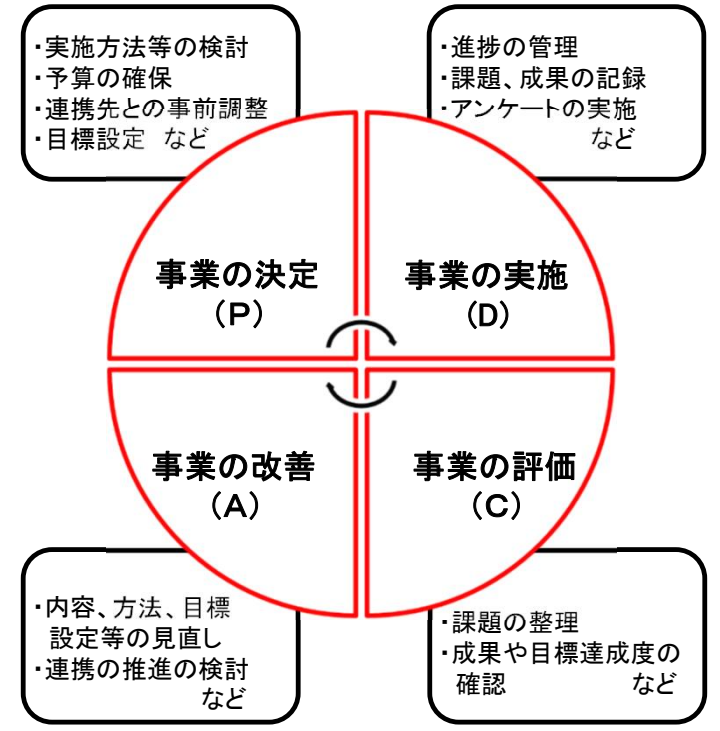 ・実施方法等の検討
・予算の確保
・連携先との事前調整
・目標設定　など
・進捗の管理
・課題、成果の記録
・アンケートの実施
など
事業の決定
（P）
事業の実施
(D)
事業の改善
（A）
事業の評価
（C）
・内容、方法、目標
設定等の見直し
・連携の推進の検討
など
・課題の整理
・成果や目標達成度の
確認　　　　など